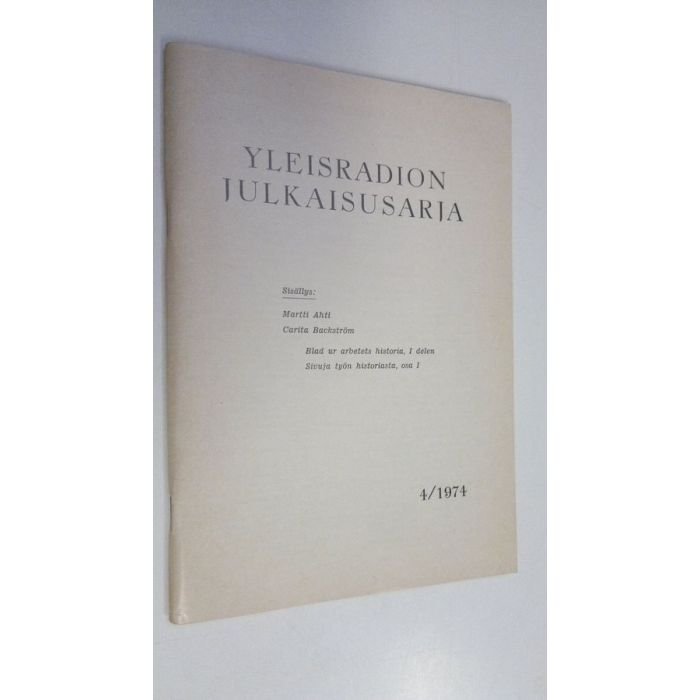 YLEISRADION
JULKAISUSARJA
Sisällys:
Martti Ahti
Carita Backström
Blad ur arbetets historia, I delen
Sivuja työn historiasta, osa I
4/1974